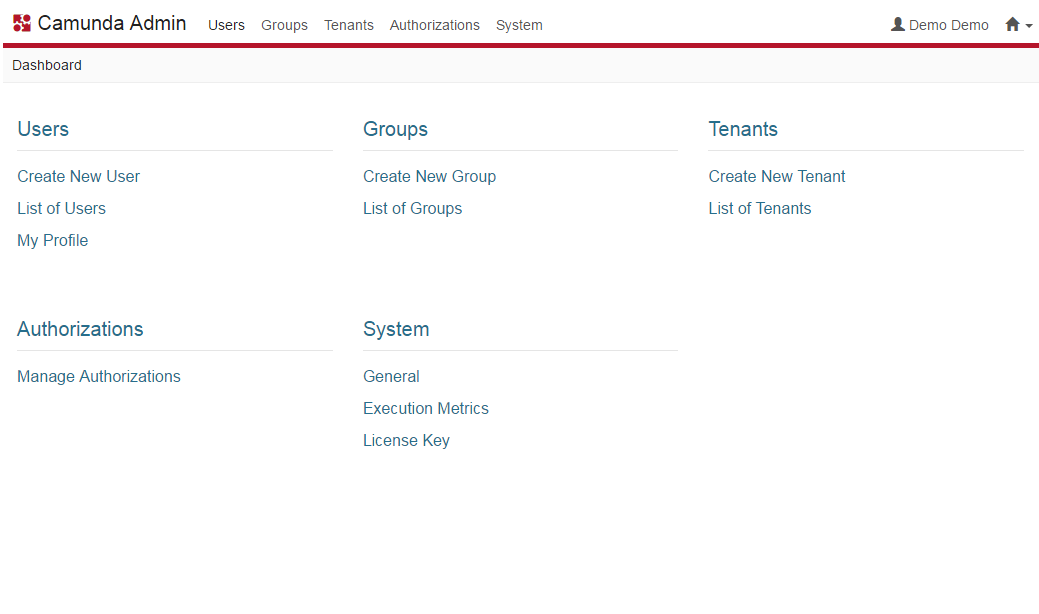 Camunda Admin Users Groups Tenants Authorizations System Demo Demo
Dashboard
Users
Create New User
List of Users
My Profile
Groups
Create New Group
List of Groups
Tenants
Create New Tenant
List of Tenants
Authorizations
Manage Authorizations
System
General
Execution Metrics
License Key